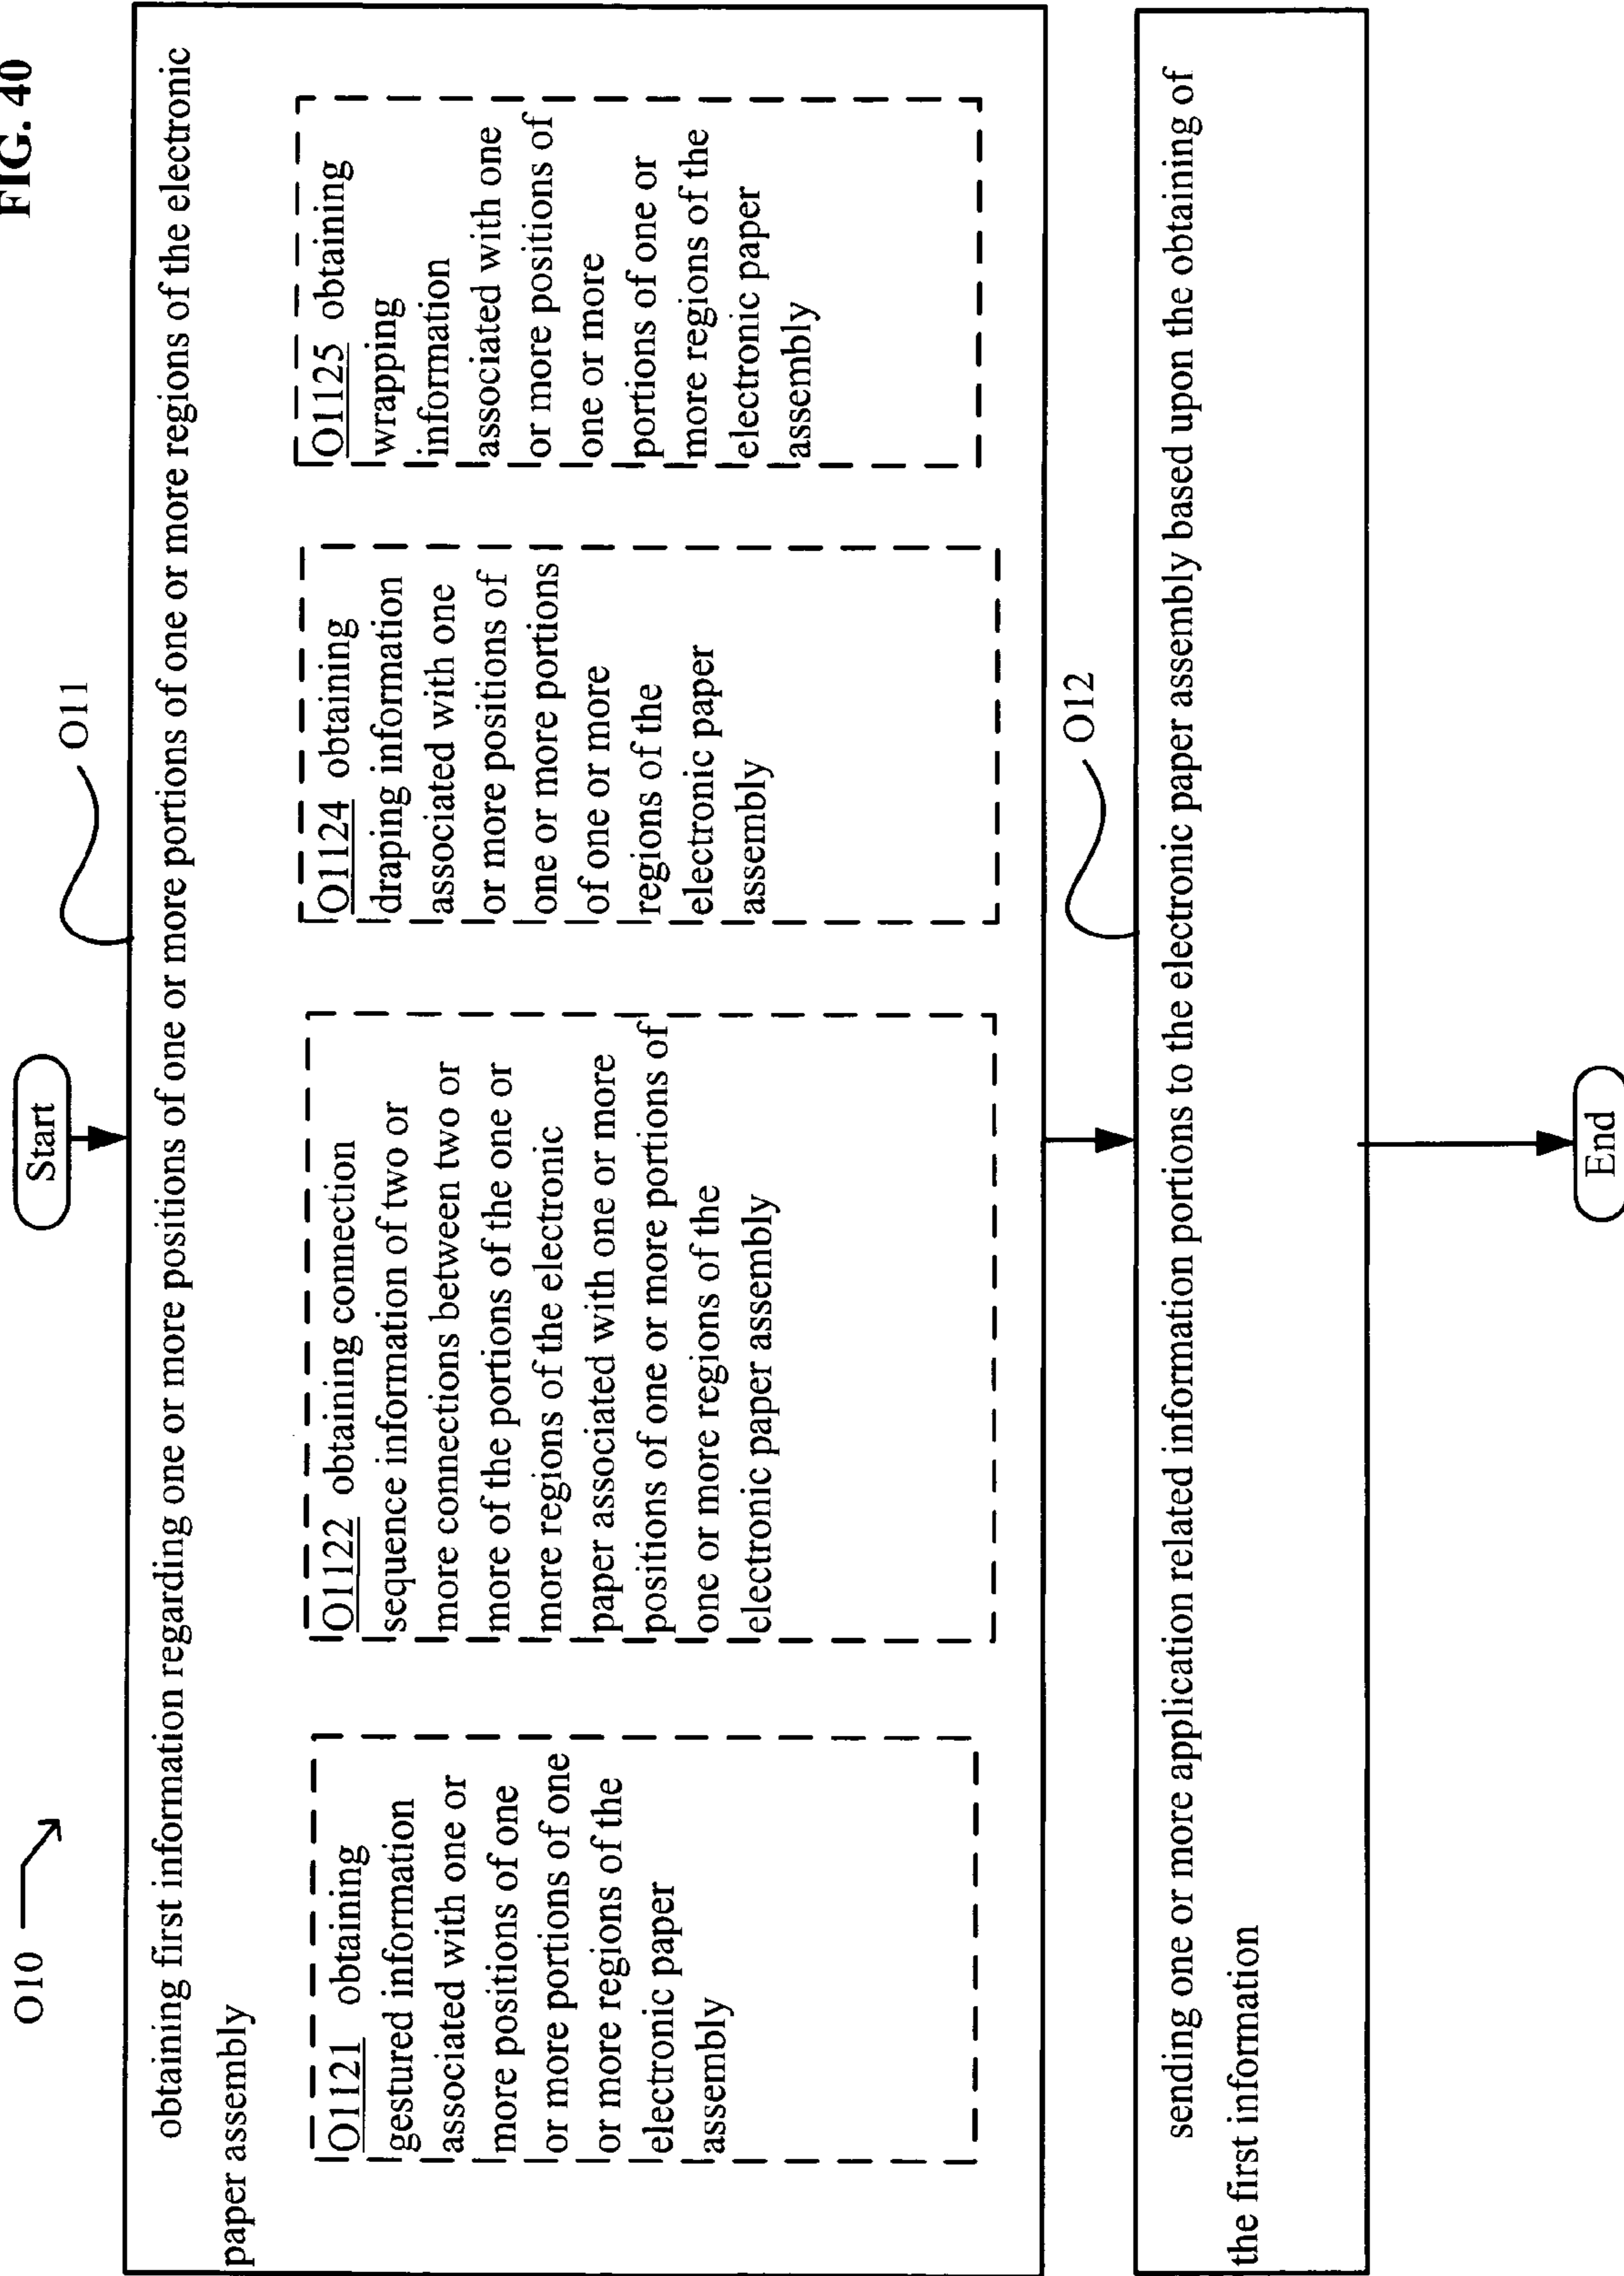 FIG. 40
O10
Start
O11
obtaining first information regarding one or more positions of one or more portions of one or more regions of the electronic
paper assembly
O1121 obtaining
gestured information
associated with one or
more positions of one
or more portions of one
or more regions of the
electronic paper
assembly
O1122 obtaining connection
sequence information of two or
more connections between two or
more of the portions of the one or
more regions of the electronic
paper associated with one or more
positions of one or more portions of
one or more regions of the
electronic paper assembly
O1124 obtaining
draping information
associated with one
or more positions of
one or more portions
of one or more
regions of the
electronic paper
assembly
O1125 obtaining
wrapping
information
associated with one
or more positions of
one or more
portions of one or
more regions of the
electronic paper
assembly
O12
sending one or more application related information portions to the electronic paper assembly based upon the obtaining of
the first information
End